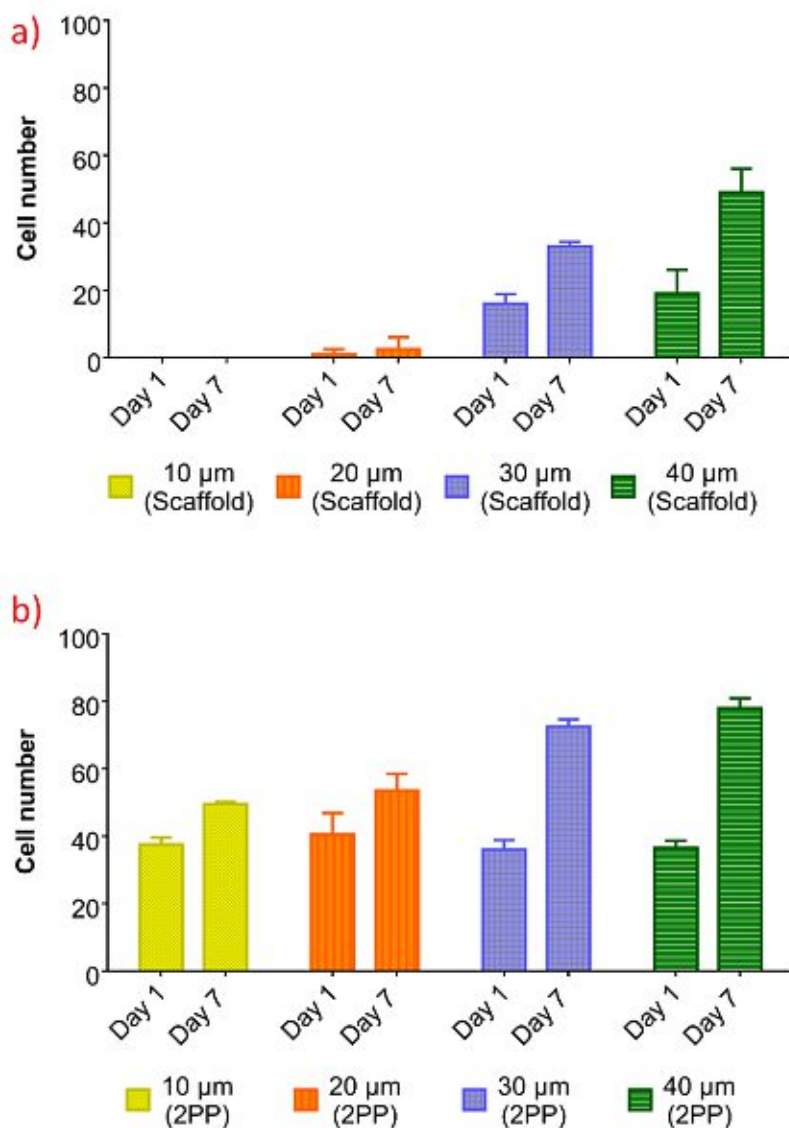 a)
100
80
60
40
20
0
Cell number
Day 1 Day 7 Day 1 Day 7 Day 1 Day 7 Day 1 Day 7
10 µm 20 µm 30 µm 40 µm
(Scaffold) (Scaffold) (Scaffold) (Scaffold)
b)
100
80
60
40
20
0
Cell number
Day 1 Day 7 Day 1 Day 7 Day 1 Day 7 Day 1 Day 7
10 µm 20 µm 30 µm 40 µm
(2PP) (2PP) (2PP) (2PP)